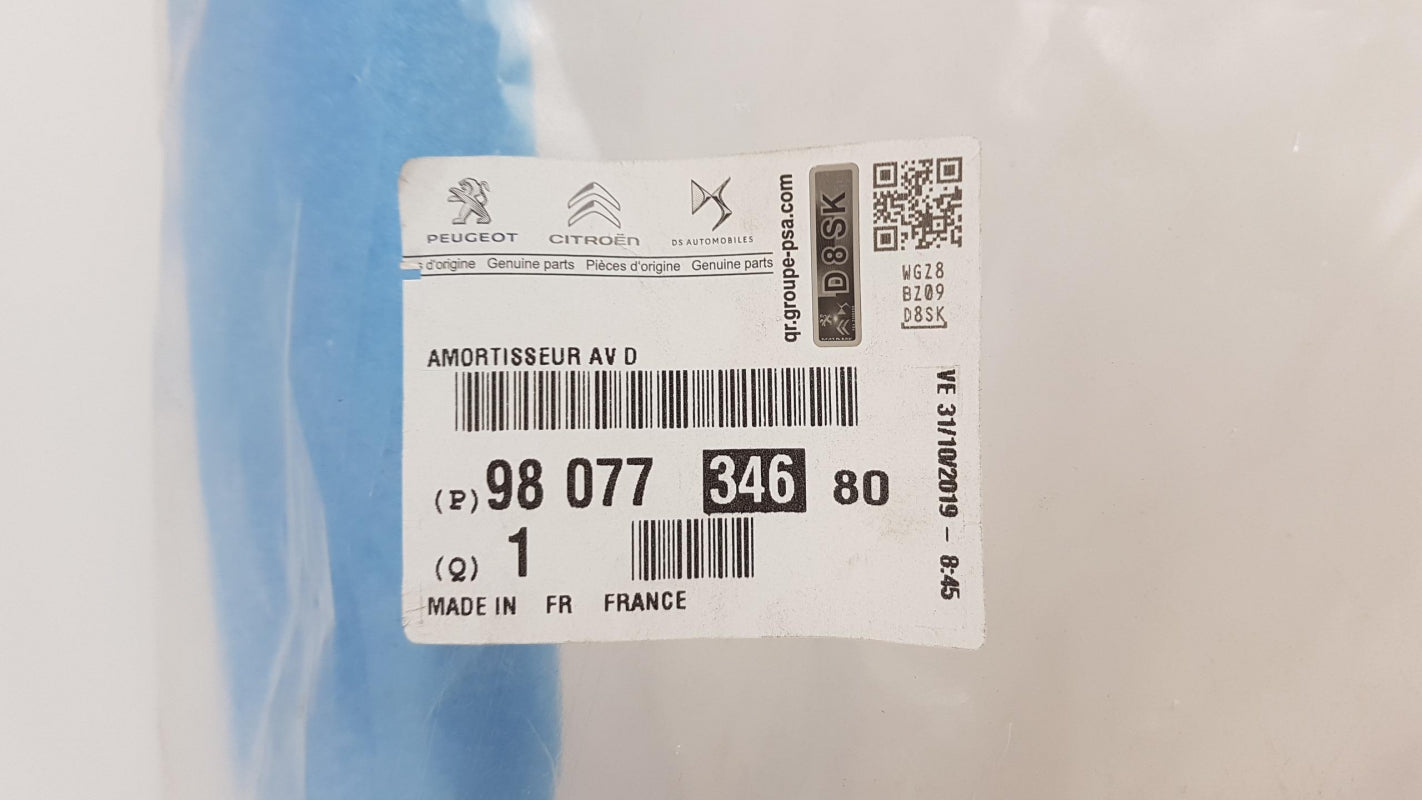 PEUGEOT CITROËN DS AUTOMOBILES
d'origine Genuine parts Pièces d'origine Genuine parts
qr.groupe-psa.com
D8SK
WGZ8
BZ09
D8SK
AMORTISSEUR AV D
(P) 98 077 346 80
(Q) 1
MADE IN FR FRANCE
VE 31/10/2019 - 8:45